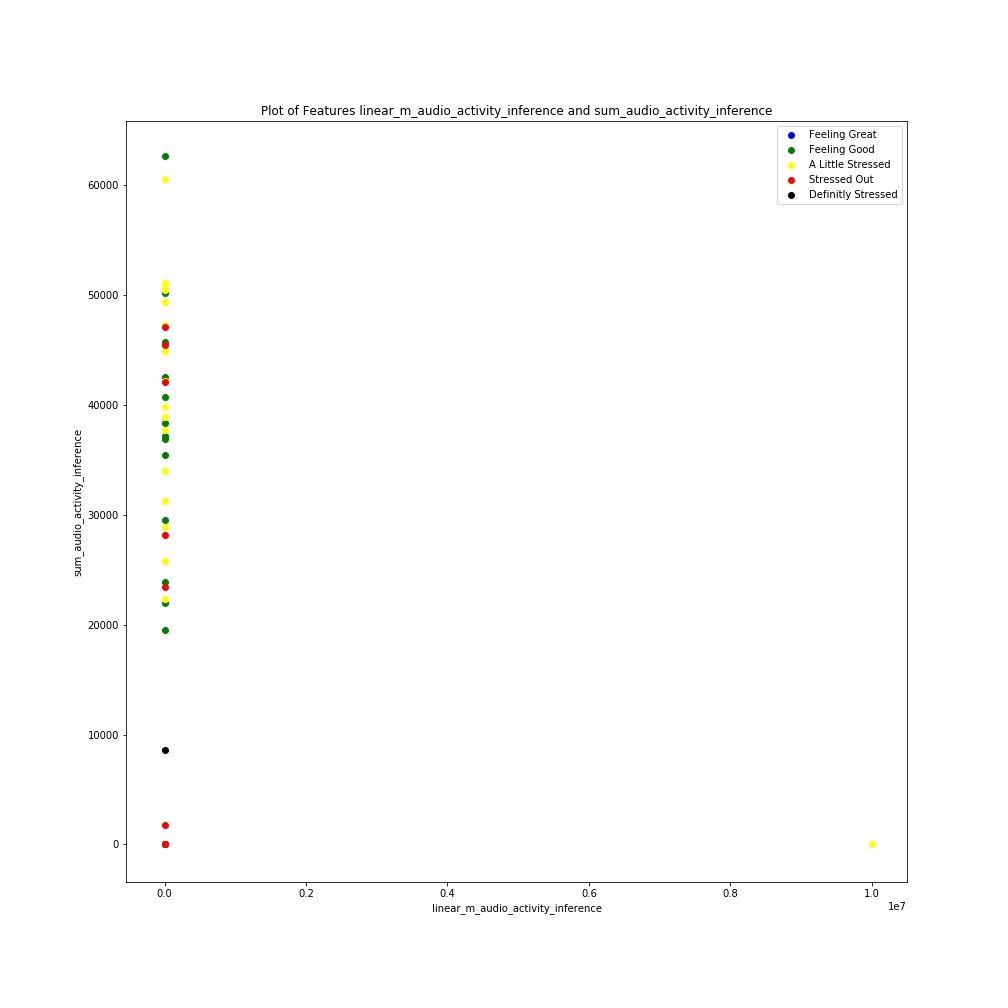 Plot of Features linear_m_audio_activity_inference and sum_audio_activity_inference
Feeling Great
Feeling Good
A Little Stressed
Stressed Out
Definitly Stressed
sum_audio_activity_inference
60000
50000
40000
30000
20000
10000
0
0.0 0.2 0.4 0.6 0.8 1.0
1e7
linear_m_audio_activity_inference